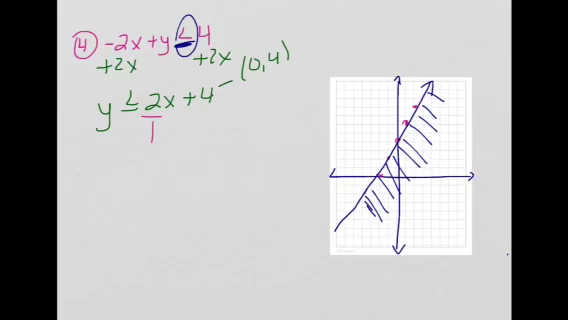 ④ -2x + y ≤ 4
+2x +2x
y ≤ 2x + 4 - (0,4)
1